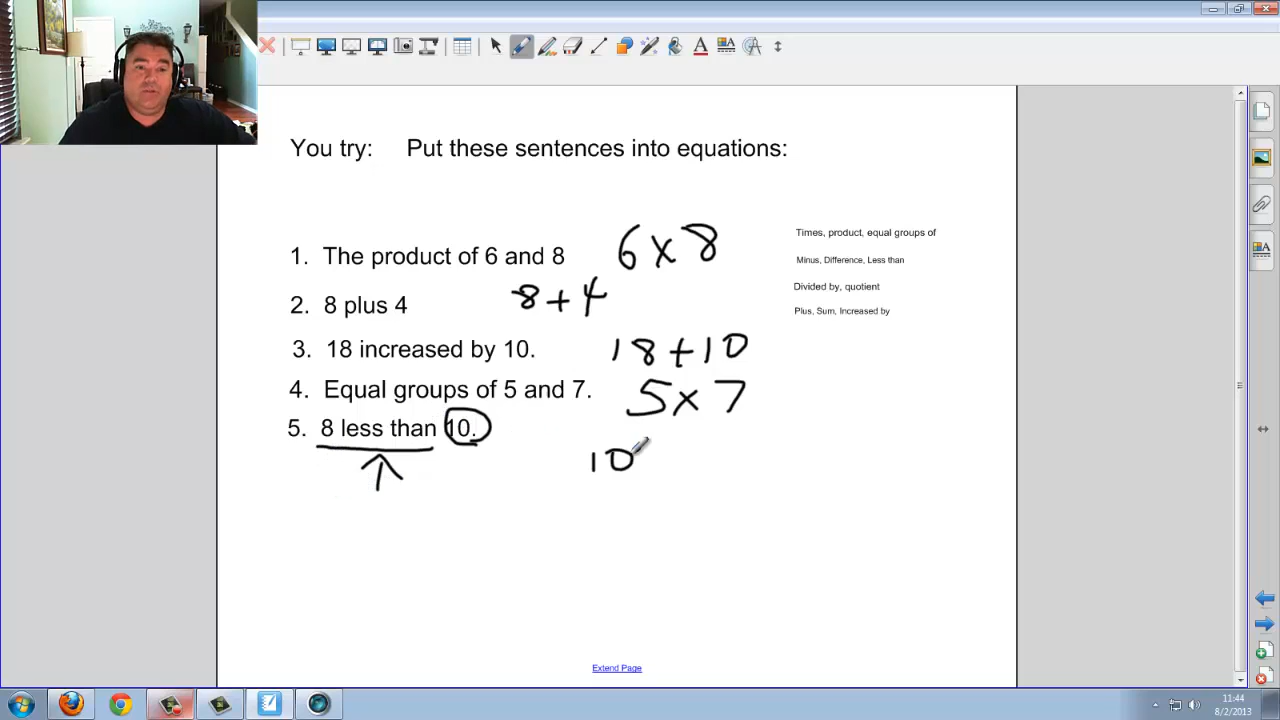 You try: Put these sentences into equations:
1. The product of 6 and 8 6 x 8
Times, product, equal groups of
Minus, Difference, Less than
2. 8 plus 4 8 + 4
Divided by, quotient
Plus, Sum, Increased by
3. 18 increased by 10. 18 + 10
4. Equal groups of 5 and 7. 5 x 7
5. 8 less than 10.
10
Extend Page
11:44
8/2/2013